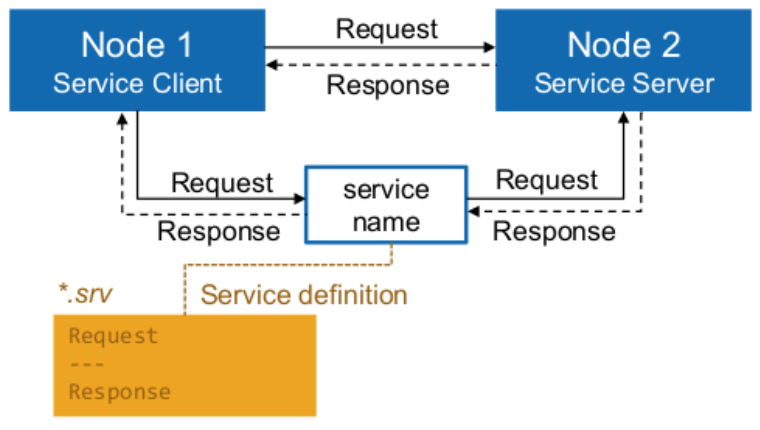 Node 1
Service Client
Request
Response
Node 2
Service Server
Request
Response
service
name
Request
Response
*.srv
Service definition
Request
---
Response